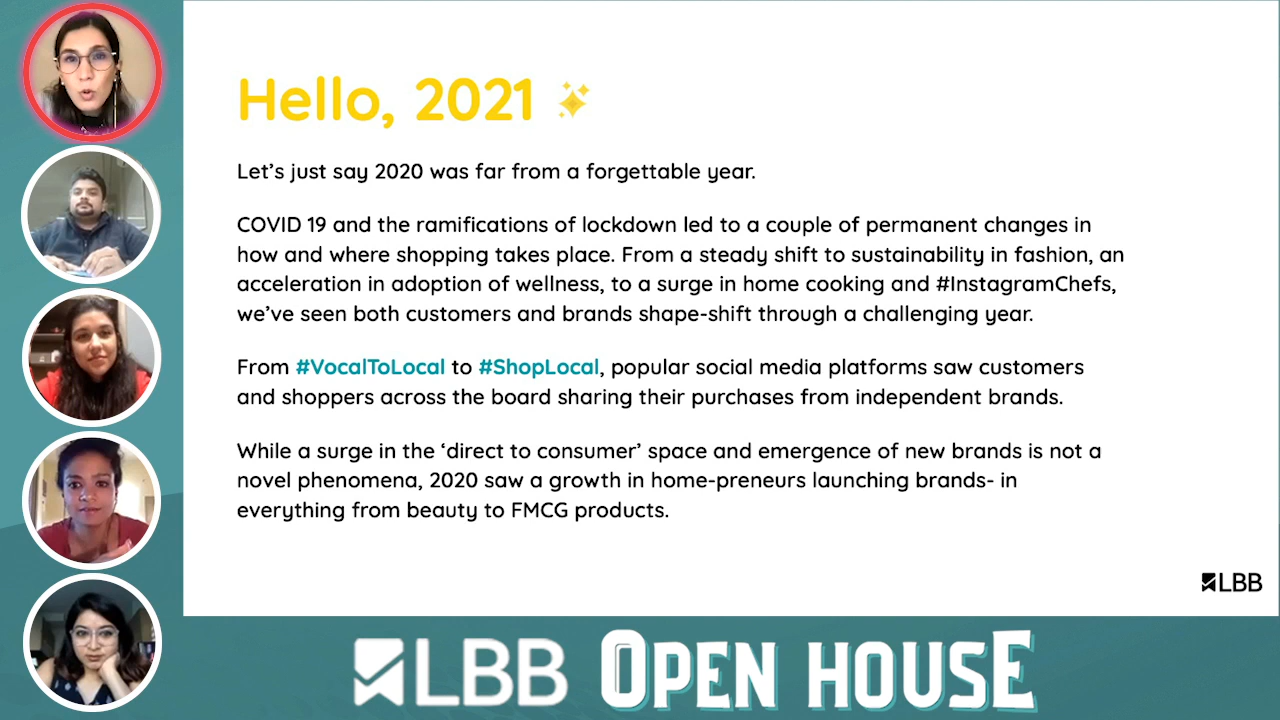 Hello, 2021
Let’s just say 2020 was far from a forgettable year.
COVID 19 and the ramifications of lockdown led to a couple of permanent changes in
how and where shopping takes place. From a steady shift to sustainability in fashion, an
acceleration in adoption of wellness, to a surge in home cooking and #InstagramChefs,
we’ve seen both customers and brands shape-shift through a challenging year.
From #VocalToLocal to #ShopLocal, popular social media platforms saw customers
and shoppers across the board sharing their purchases from independent brands.
While a surge in the ‘direct to consumer’ space and emergence of new brands is not a
novel phenomena, 2020 saw a growth in home-preneurs launching brands- in
everything from beauty to FMCG products.
LBB
LBB OPEN HOUSE